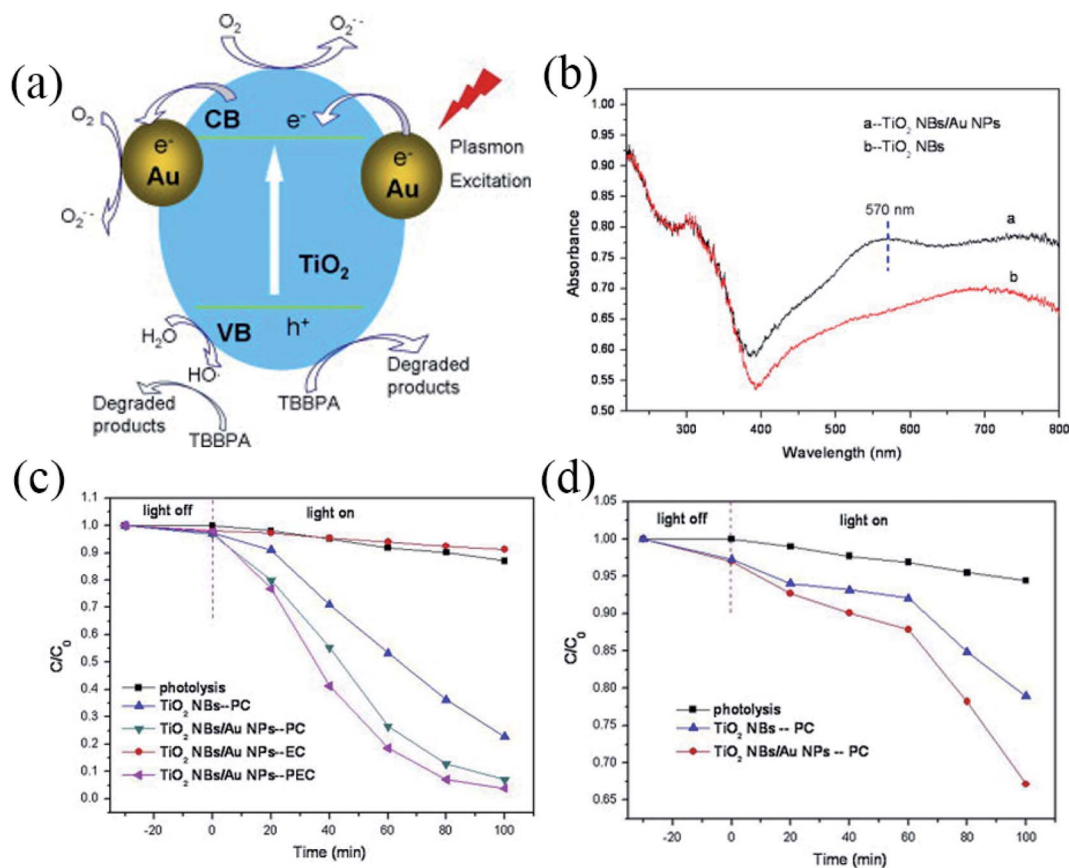 (a)
O₂
O₂·⁻
O₂
CB
e⁻
e⁻
Au
e⁻
Au
Plasmon
Excitation
O₂·⁻
TiO₂
VB
h⁺
H₂O
HO·
Degraded
products
TBBPA
TBBPA
Degraded
products
(b)
1.00
0.95
0.90
0.85
0.80
0.75
0.70
0.65
0.60
0.55
0.50
Absorbance
a--TiO₂ NBs/Au NPs
b--TiO₂ NBs
570 nm
a
b
300
400
500
600
700
800
Wavelength (nm)
(c)
1.1
1.0
0.9
0.8
0.7
0.6
0.5
0.4
0.3
0.2
0.1
0.0
C/C₀
light off
light on
photolysis
TiO₂ NBs--PC
TiO₂ NBs/Au NPs--PC
TiO₂ NBs/Au NPs--EC
TiO₂ NBs/Au NPs--PEC
-20
0
20
40
60
80
100
Time (min)
(d)
1.05
1.00
0.95
0.90
0.85
0.80
0.75
0.70
0.65
C/C₀
light off
light on
photolysis
TiO₂ NBs -- PC
TiO₂ NBs/Au NPs -- PC
-20
0
20
40
60
80
100
Time (min)